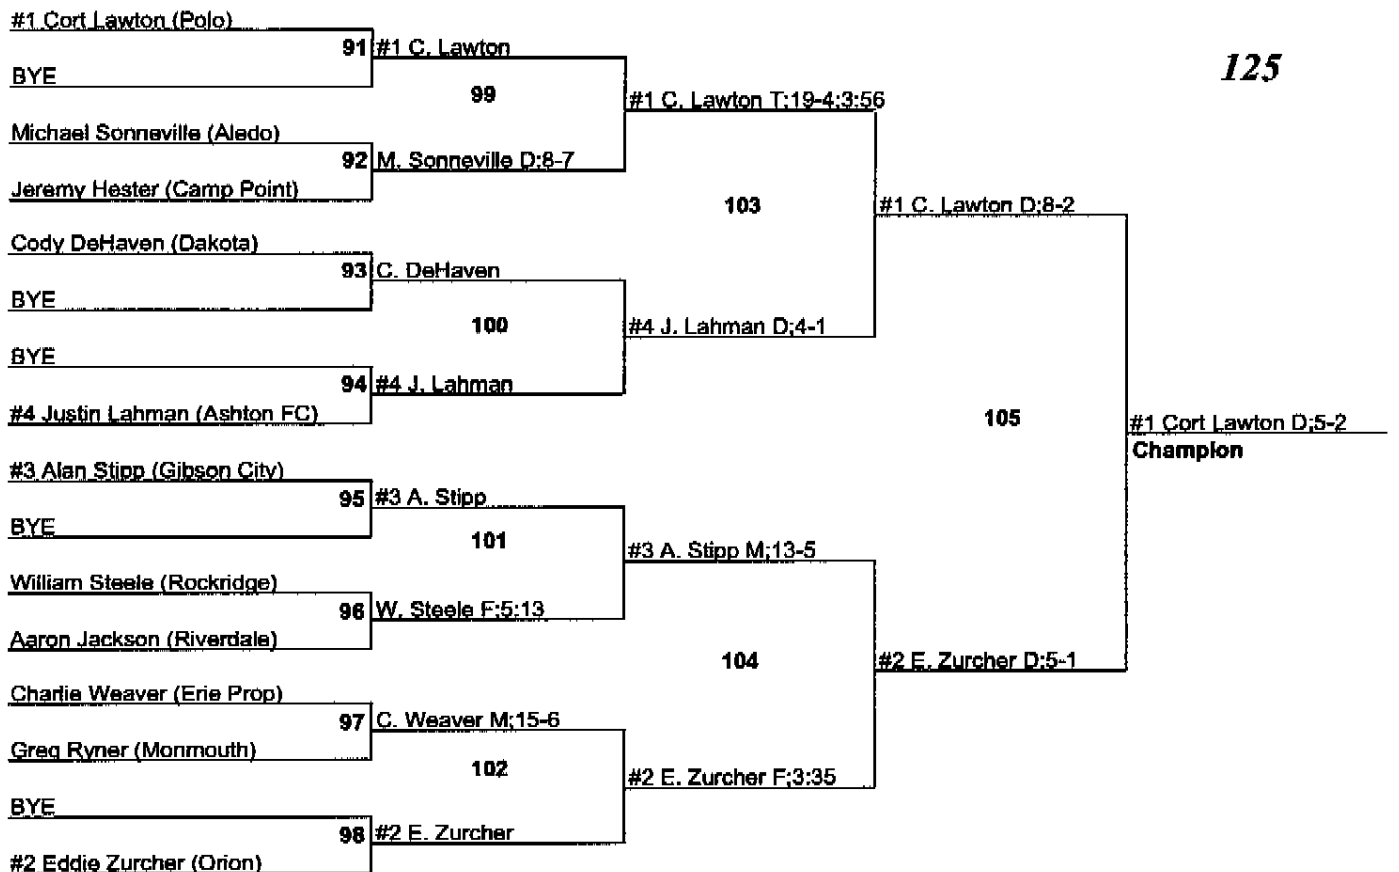 #1 Cort Lawton (Polo)
91 #1 C. Lawton
BYE
125
99
#1 C. Lawton T;19-4;3:56
Michael Sonneville (Aledo)
92 M. Sonneville D;8-7
Jeremy Hester (Camp Point)
103
#1 C. Lawton D;8-2
Cody DeHaven (Dakota)
93 C. DeHaven
BYE
100
#4 J. Lahman D;4-1
BYE
94 #4 J. Lahman
#4 Justin Lahman (Ashton FC)
105
#1 Cort Lawton D;5-2
Champion
#3 Alan Stipp (Gibson City)
95 #3 A. Stipp
BYE
101
#3 A. Stipp M;13-5
William Steele (Rockridge)
96 W. Steele F;5:13
Aaron Jackson (Riverdale)
104
#2 E. Zurcher D;5-1
Charlie Weaver (Erie Prop)
97 C. Weaver M;15-6
Greg Ryner (Monmouth)
102
#2 E. Zurcher F;3:35
BYE
98 #2 E. Zurcher
#2 Eddie Zurcher (Orion)